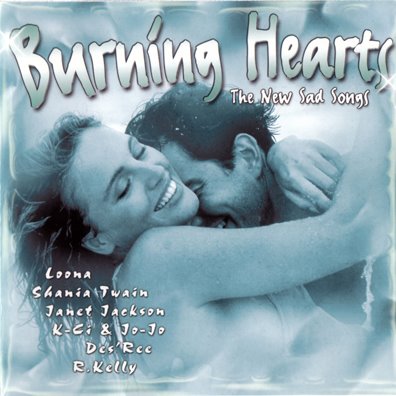 Burning Hearts
The New Sad Songs
Loona
Shania Twain
Janet Jackson
K-Ci & Jo-Jo
Des'Ree
R.Kelly